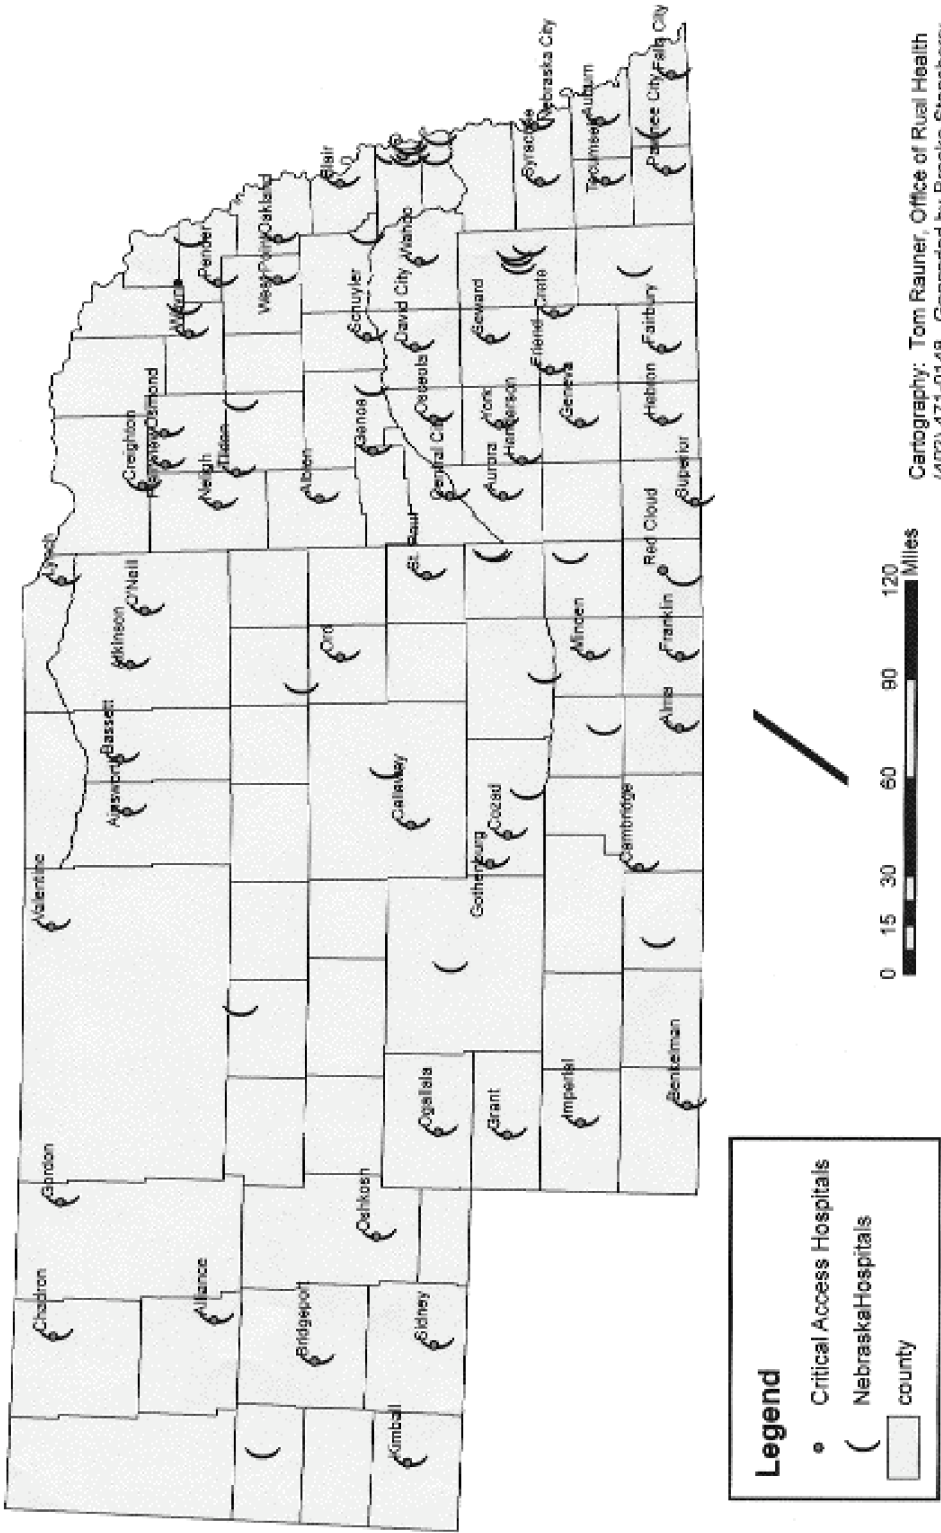 Chadron
Gordon
Valentine
Lynch
Ainsworth
Bassett
Atkinson
O'Neill
Creighton
Plainview
Osmond
Wayne
Pender
Alliance
Neligh
Tilden
West Point
Oakland
Bridgeport
Ord
Albion
Blair
Oshkosh
Genoa
Schuyler
Kimball
Sidney
Ogallala
Callaway
St. Paul
Central City
Osceola
David City
Wahoo
Grant
Gothenburg
Cozad
Aurora
York
Henderson
Seward
Friend
Crete
Syracuse
Nebraska City
Imperial
Minden
Geneva
Tecumseh
Auburn
Benkelman
Cambridge
Alma
Franklin
Red Cloud
Superior
Hebron
Fairbury
Pawnee City
Falls City
Legend
Critical Access Hospitals
NebraskaHospitals
county
0 15 30 60 90 120
Miles
Cartography: Tom Rauner, Office of Rual Health